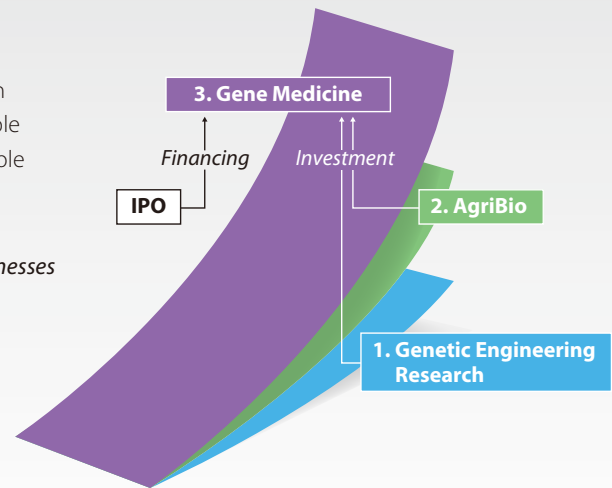 3. Gene Medicine
Financing
Investment
IPO
2. AgriBio
1. Genetic Engineering
Research